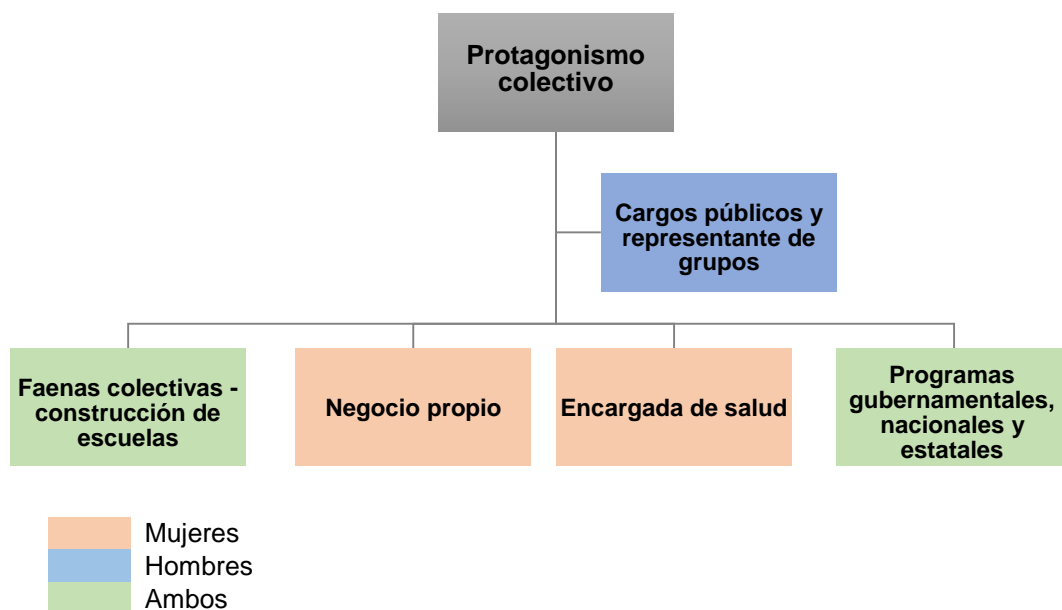 Protagonismo
colectivo
Cargos públicos y
representante de
grupos
Faenas colectivas -
construcción de
escuelas
Negocio propio
Encargada de salud
Programas
gubernamentales,
nacionales y
estatales
Mujeres
Hombres
Ambos